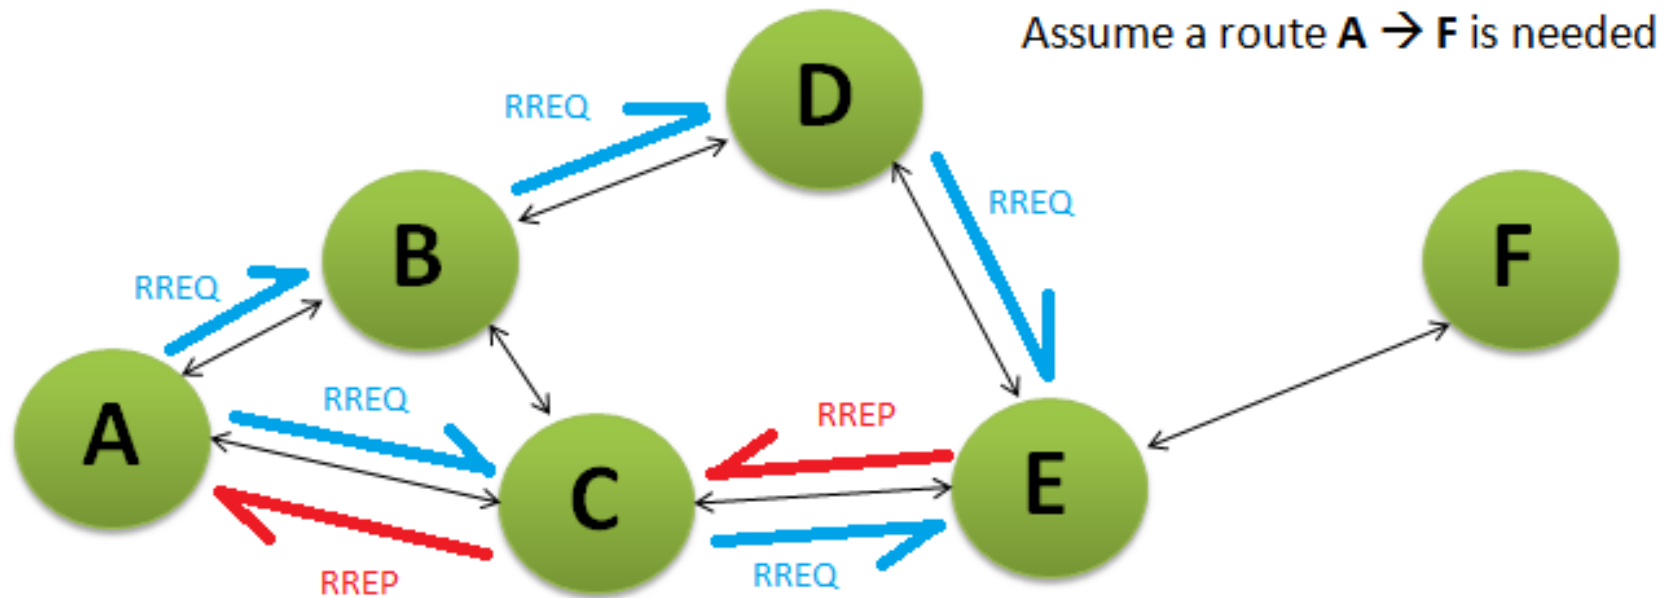 Assume a route A → F is needed
D
RREQ
RREQ
B
F
RREQ
RREQ
A
RREP
E
C
RREQ
RREP